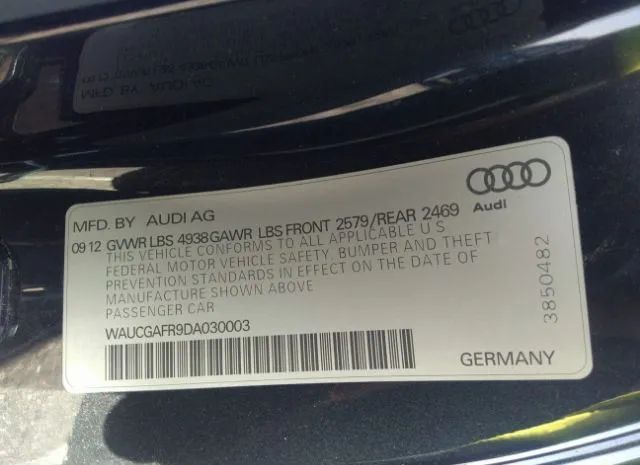 MFD. BY AUDI AG
Audi
09 12 GVWR LBS 4938 GAWR LBS FRONT 2579/REAR 2469
THIS VEHICLE CONFORMS TO ALL APPLICABLE U S
FEDERAL MOTOR VEHICLE SAFETY, BUMPER AND THEFT
PREVENTION STANDARDS IN EFFECT ON THE DATE OF
MANUFACTURE SHOWN ABOVE
PASSENGER CAR
WAUCGAFR9DA030003
3850482
GERMANY